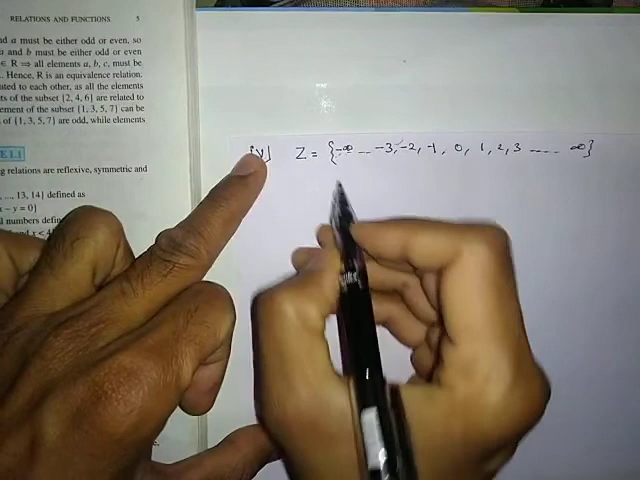 RELATIONS AND FUNCTIONS 5
nd a must be either odd or even, so
a and b must be either odd or even
∈ R ⇒ all elements a, b, c, must be
. Hence, R is an equivalence relation.
ated to each other, as all the elements
ts of the subset {2, 4, 6} are related to
ement of the subset {1, 3, 5, 7} can be
of {1, 3, 5, 7} are odd, while elements
E 1.1
ng relations are reflexive, symmetric and
..., 13, 14} defined as
x − y = 0}
l numbers defin
and x < 4
Z = {-∞ ... -3, -2, -1, 0, 1, 2, 3 ..... ∞}